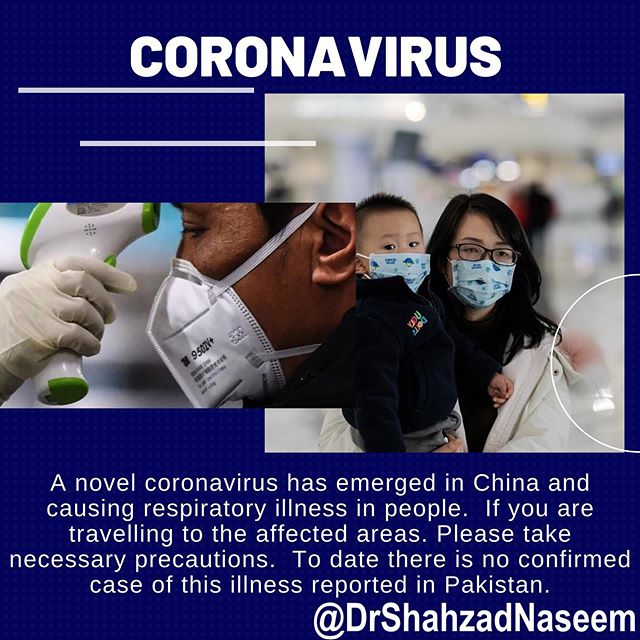 CORONAVIRUS
9502V+
A novel coronavirus has emerged in China and
causing respiratory illness in people.  If you are
travelling to the affected areas. Please take
necessary precautions.  To date there is no confirmed
case of this illness reported in Pakistan.
@DrShahzadNaseem